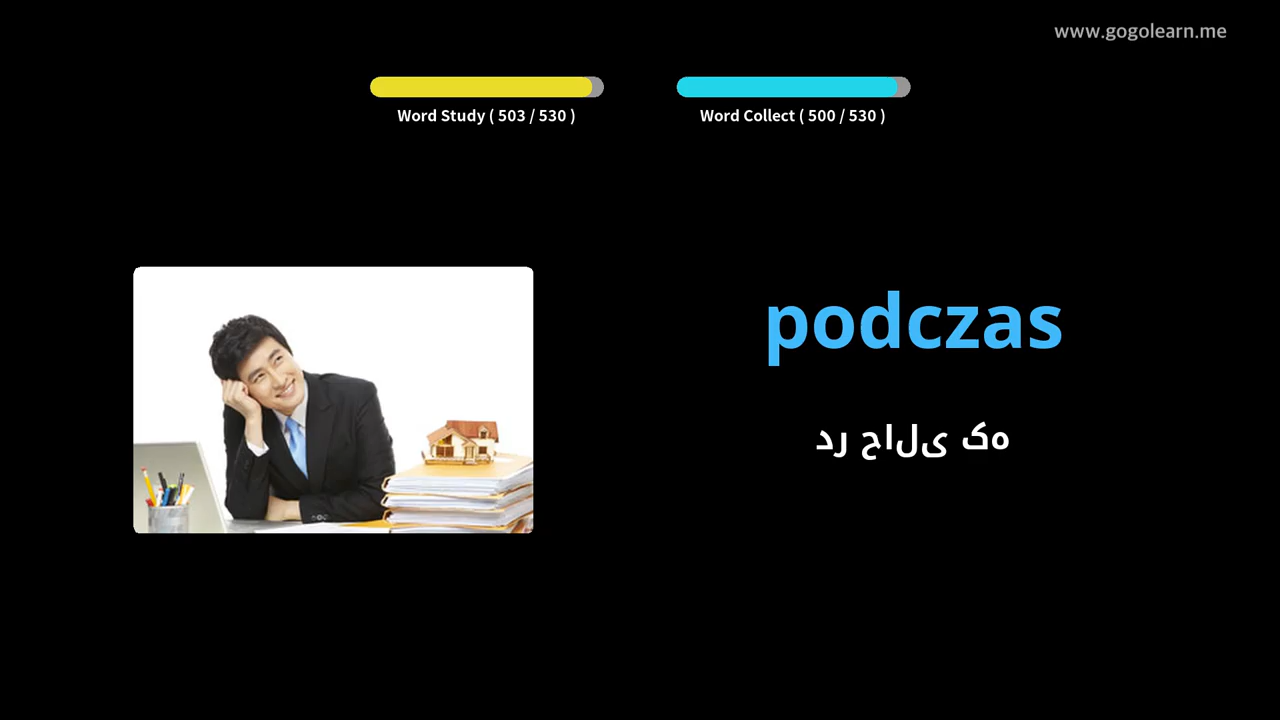 www.gogolearn.me
Word Study ( 503 / 530 )
Word Collect ( 500 / 530 )
podczas
در حالی که